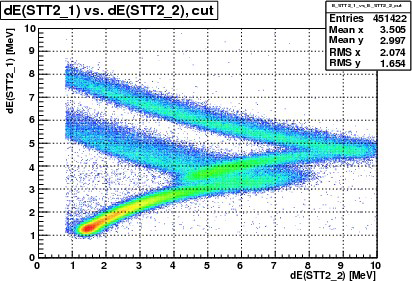 dE(STT2_1) vs. dE(STT2_2), cut
E_STT2_1_vs_E_STT2_2_cut
Entries 451422
Mean x 3.505
Mean y 2.997
RMS x 2.074
RMS y 1.654
dE(STT2_1) [MeV]
10
9
8
7
6
5
4
3
2
1
0
0 1 2 3 4 5 6 7 8 9 10
dE(STT2_2) [MeV]